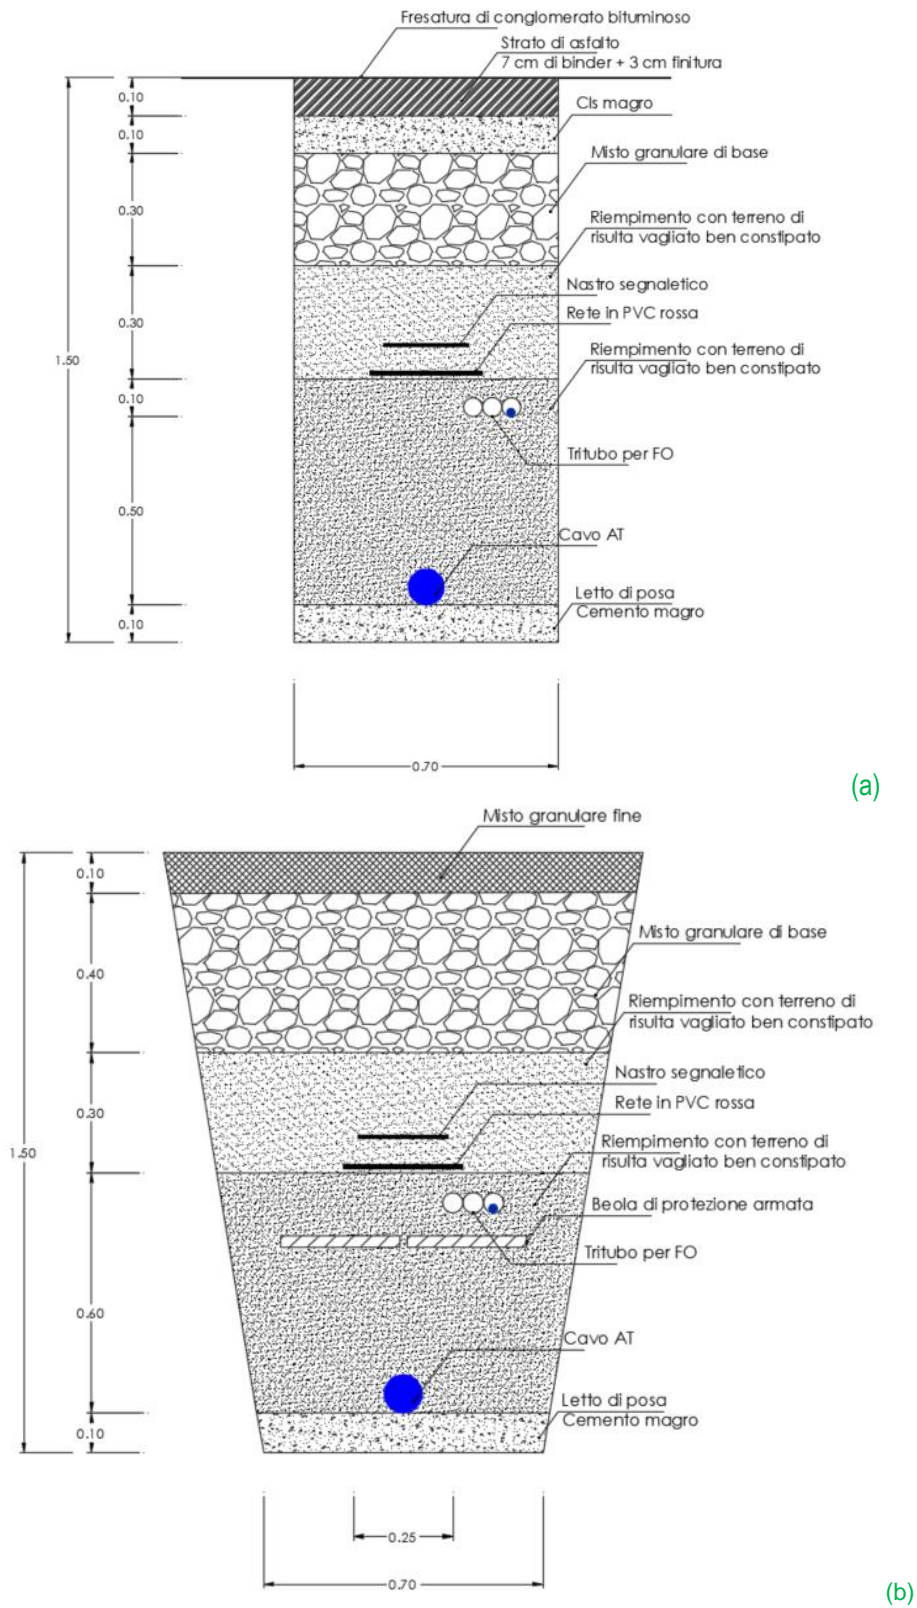 Fresatura di conglomerato bituminoso
Strato di asfalto
7 cm di binder + 3 cm finitura
0.10
Cls magro
0.10
Misto granulare di base
0.30
Riempimento con terreno di
risulta vagliato ben constipato
Nastro segnaletico
0.30
Rete in PVC rossa
1.50
Riempimento con terreno di
risulta vagliato ben constipato
0.10
Tritubo per FO
0.50
Cavo AT
Letto di posa
Cemento magro
0.10
0.70
(a)
Misto granulare fine
0.10
Misto granulare di base
0.40
Riempimento con terreno di
risulta vagliato ben constipato
Nastro segnaletico
Rete in PVC rossa
0.30
1.50
Riempimento con terreno di
risulta vagliato ben constipato
Beola di protezione armata
Tritubo per FO
0.60
Cavo AT
Letto di posa
Cemento magro
0.10
0.25
0.70
(b)